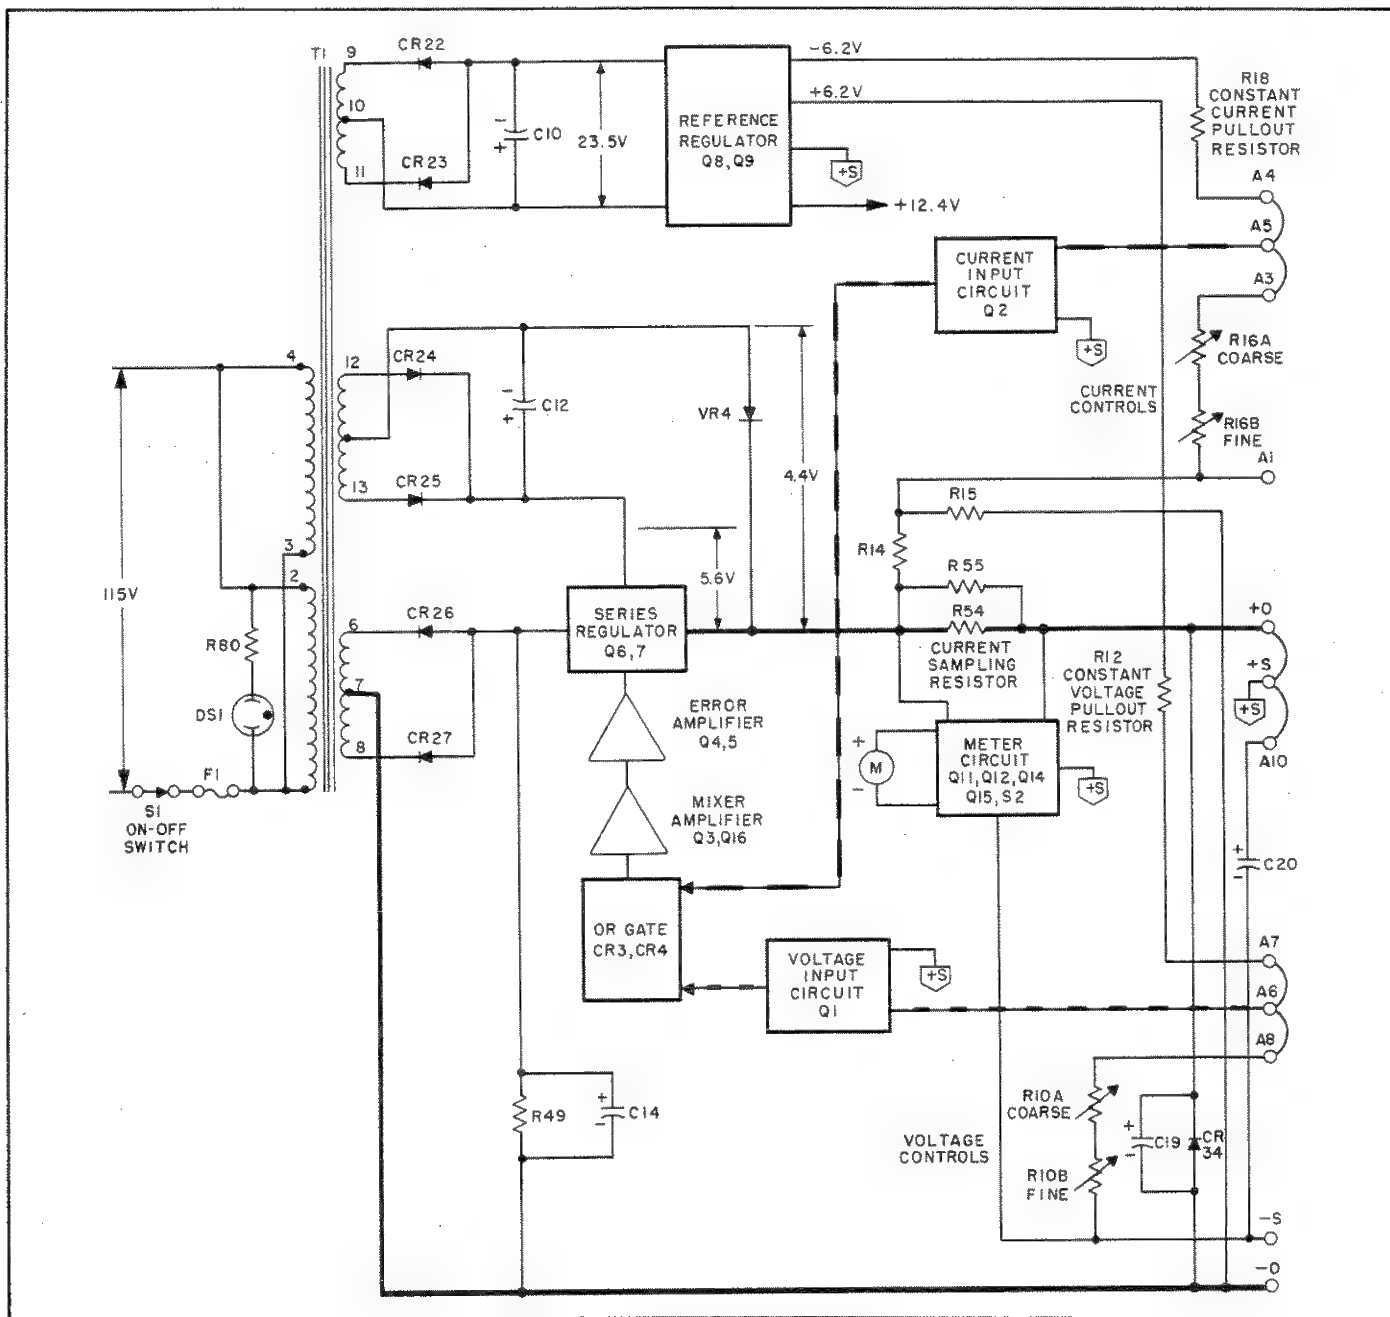 T1
9
CR22
10
11
CR23
-
+
C10
23.5V
REFERENCE
REGULATOR
Q8,Q9
-6.2V
+6.2V
+S
+12.4V
R18
CONSTANT
CURRENT
PULLOUT
RESISTOR
A4
A5
A3
CURRENT
INPUT
CIRCUIT
Q2
+S
R16A
COARSE
CURRENT
CONTROLS
R16B
FINE
A1
4
12
CR24
-
+
C12
VR4
13
CR25
4.4V
R15
R14
3
2
115V
R80
DS1
5.6V
R55
R54
CURRENT
SAMPLING
RESISTOR
+O
+S
+S
A10
6
CR26
SERIES
REGULATOR
Q6,7
7
8
CR27
ERROR
AMPLIFIER
Q4,5
R12
CONSTANT
VOLTAGE
PULLOUT
RESISTOR
+
M
-
METER
CIRCUIT
Q11,Q12,Q14
Q15,S2
+S
F1
S1
ON-OFF
SWITCH
MIXER
AMPLIFIER
Q3,Q16
+
-
C20
OR GATE
CR3,CR4
VOLTAGE
INPUT
CIRCUIT
Q1
+S
A7
A6
A8
R49
+
-
C14
R10A
COARSE
VOLTAGE
CONTROLS
R10B
FINE
+
-
C19
CR
34
-S
-O